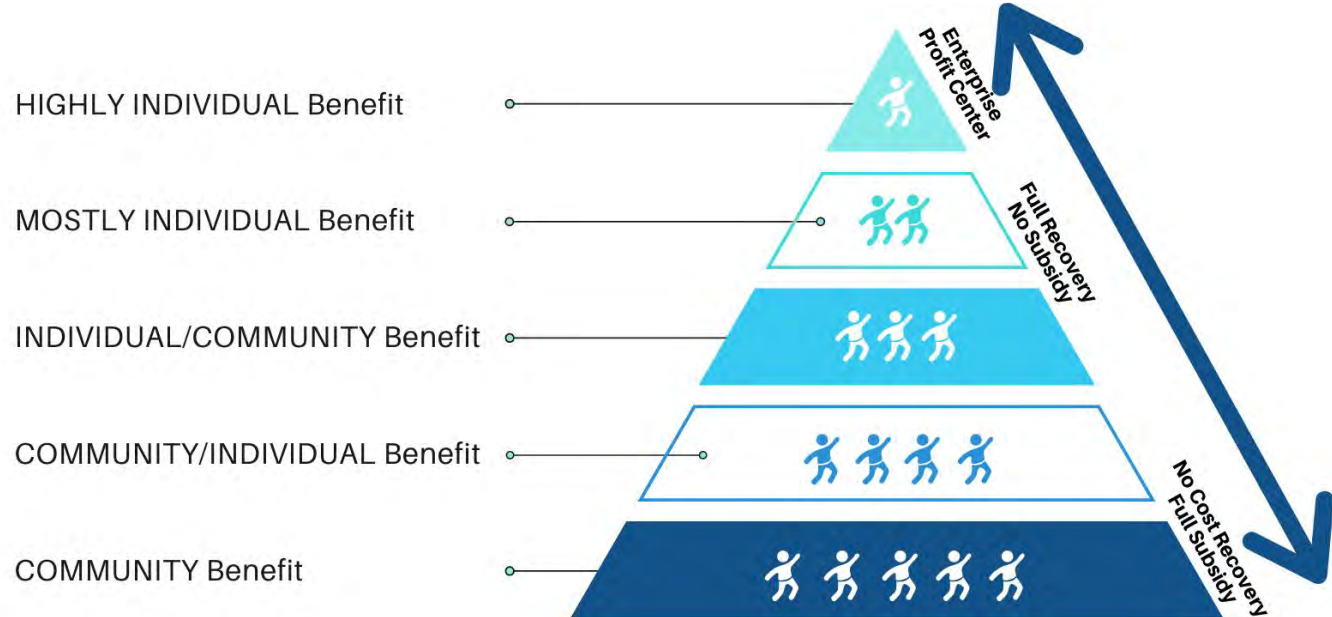 HIGHLY INDIVIDUAL Benefit
Enterprise
Profit Center
MOSTLY INDIVIDUAL Benefit
Full Recovery
No Subsidy
INDIVIDUAL/COMMUNITY Benefit
COMMUNITY/INDIVIDUAL Benefit
No Cost Recovery
Full Subsidy
COMMUNITY Benefit